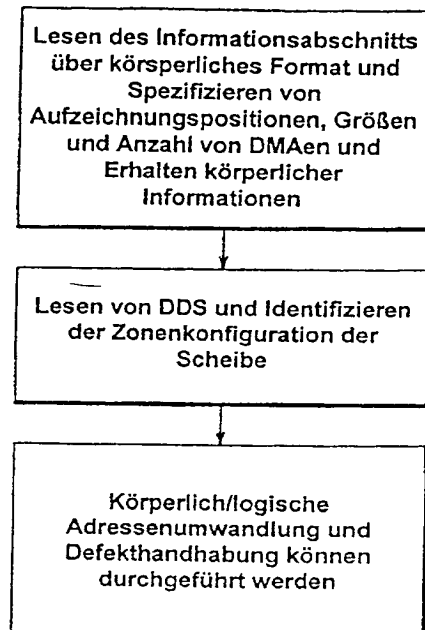 Lesen des Informationsabschnitts
über körsperliches Format und
Spezifizieren von
Aufzeichnungspositionen, Größen
und Anzahl von DMAen und
Erhalten körperlicher
Informationen
Lesen von DDS und Identifizieren
der Zonenkonfiguration der
Scheibe
Körperlich/logische
Adressenumwandlung und
Defekthandhabung können
durchgeführt werden